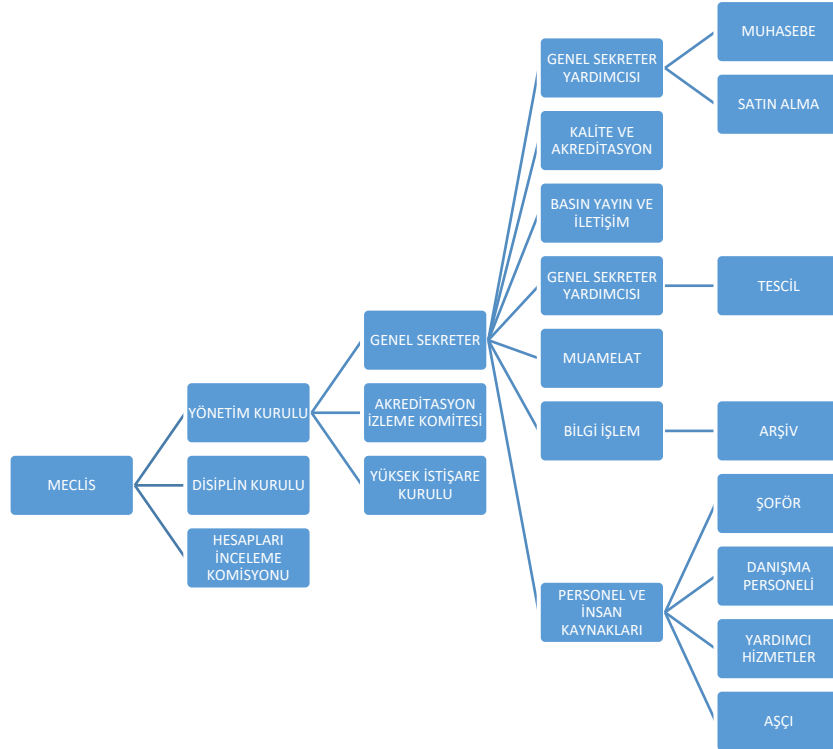 MECLİS
YÖNETİM KURULU
DİSİPLİN KURULU
HESAPLARI
İNCELEME
KOMİSYONU
GENEL SEKRETER
AKREDİTASYON
İZLEME KOMİTESİ
YÜKSEK İSTİŞARE
KURULU
GENEL SEKRETER
YARDIMCISI
KALİTE VE
AKREDİTASYON
BASIN YAYIN VE
İLETİŞİM
GENEL SEKRETER
YARDIMCISI
MUAMELAT
BİLGİ İŞLEM
PERSONEL VE
İNSAN
KAYNAKLARI
MUHASEBE
SATIN ALMA
TESCİL
ARŞİV
ŞOFÖR
DANIŞMA
PERSONELİ
YARDIMCI
HİZMETLER
AŞÇI